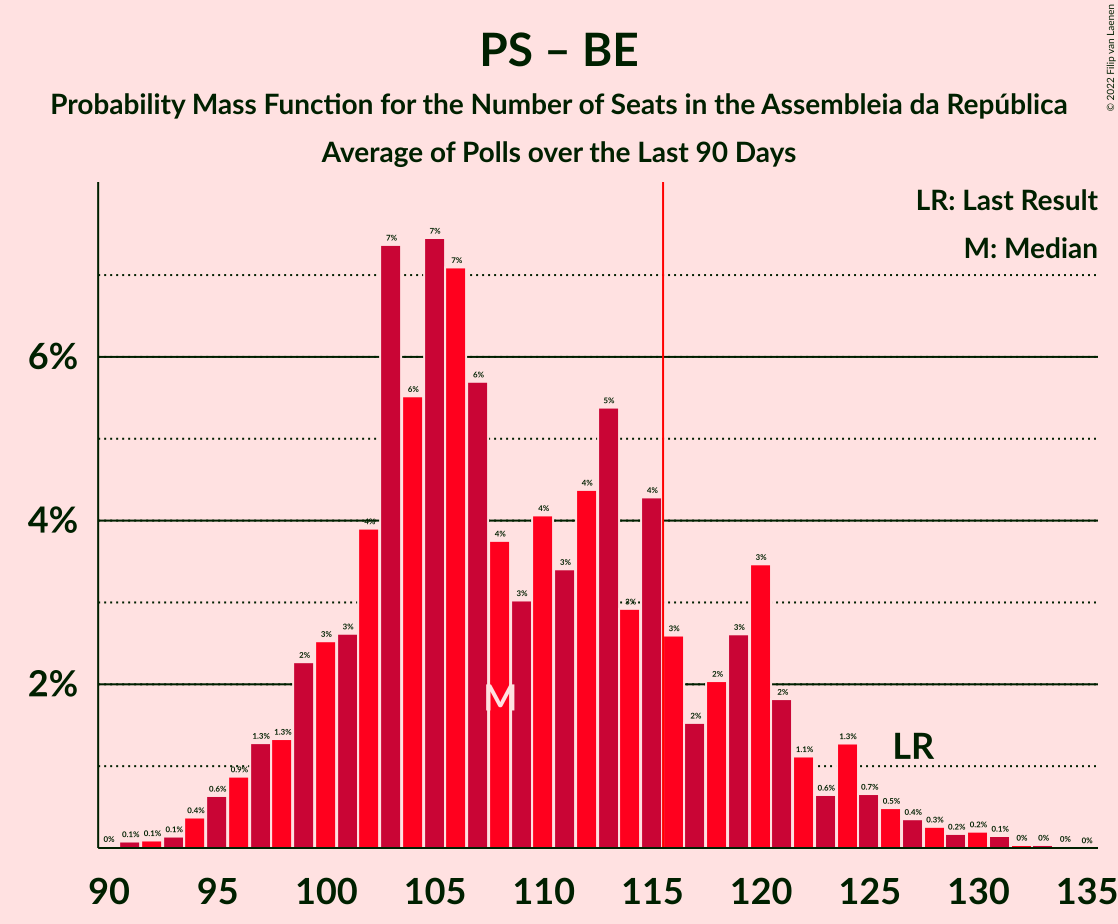 PS – BE
Probability Mass Function for the Number of Seats in the Assembleia da República
Average of Polls over the Last 90 Days
© 2022 Filip van Laenen
LR: Last Result
M: Median
6%
4%
2%
0% 0.1% 0.1% 0.1% 0.4% 0.6% 0.9% 1.3% 1.3% 2% 3% 3% 4% 7% 6% 7% 7% 6% 4% 3% 4% 3% 4% 5% 3% 4% 3% 2% 2% 3% 3% 2% 1.1% 0.6% 1.3% 0.7% 0.5% 0.4% 0.3% 0.2% 0.2% 0.1% 0% 0% 0% 0%
M
LR
90 95 100 105 110 115 120 125 130 135